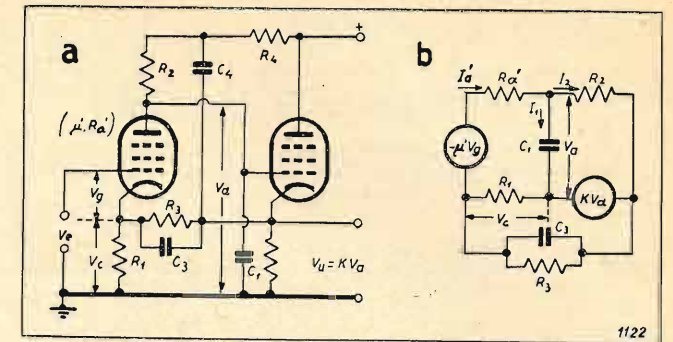 a
R2
C4
R4
+
(μ', Ra')
Vg
Ve
Vc
R1
R3
C3
Va
C1
Vu = KVa
b
Ia'
Ra'
I2
R2
I1
C1
Va
-μ'Vg
R1
KVa
Vc
C3
R3
1122